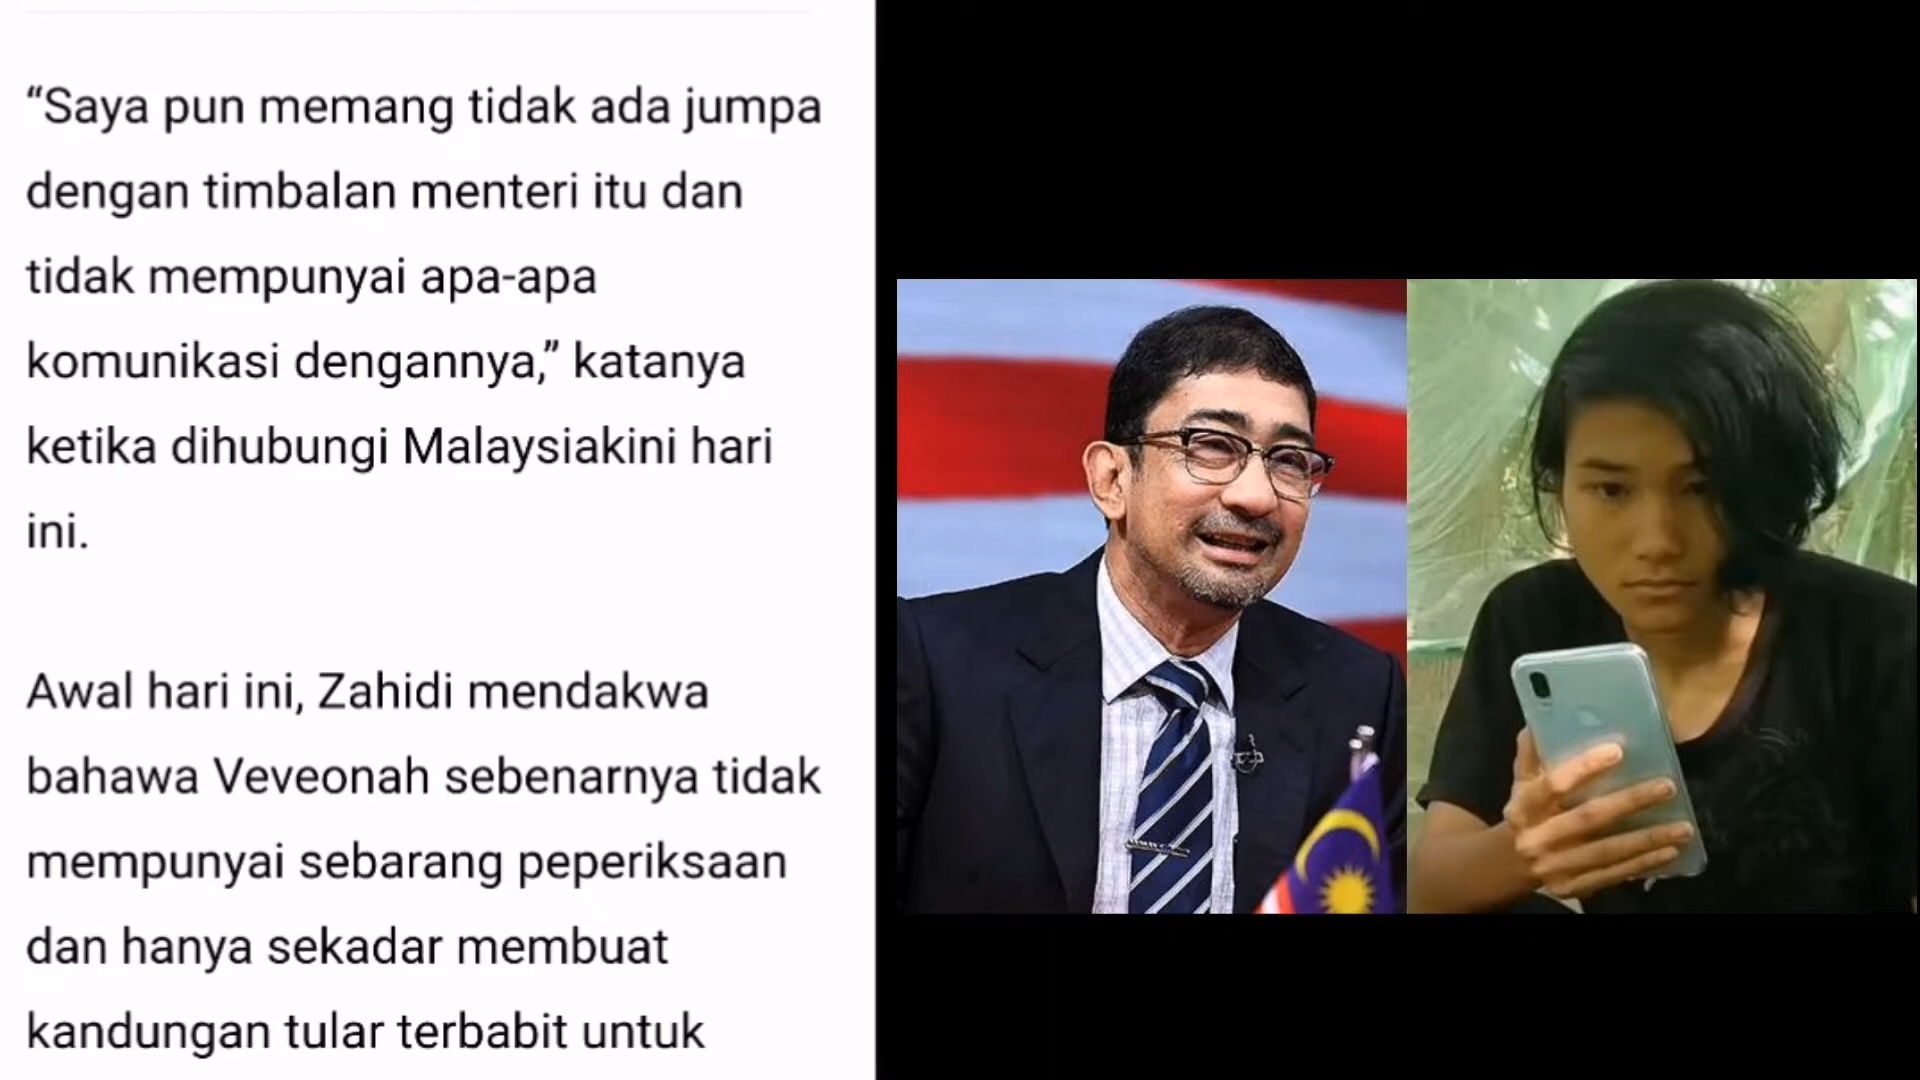 “Saya pun memang tidak ada jumpa
dengan timbalan menteri itu dan
tidak mempunyai apa-apa
komunikasi dengannya,” katanya
ketika dihubungi Malaysiakini hari
ini.
Awal hari ini, Zahidi mendakwa
bahawa Veveonah sebenarnya tidak
mempunyai sebarang peperiksaan
dan hanya sekadar membuat
kandungan tular terbabit untuk